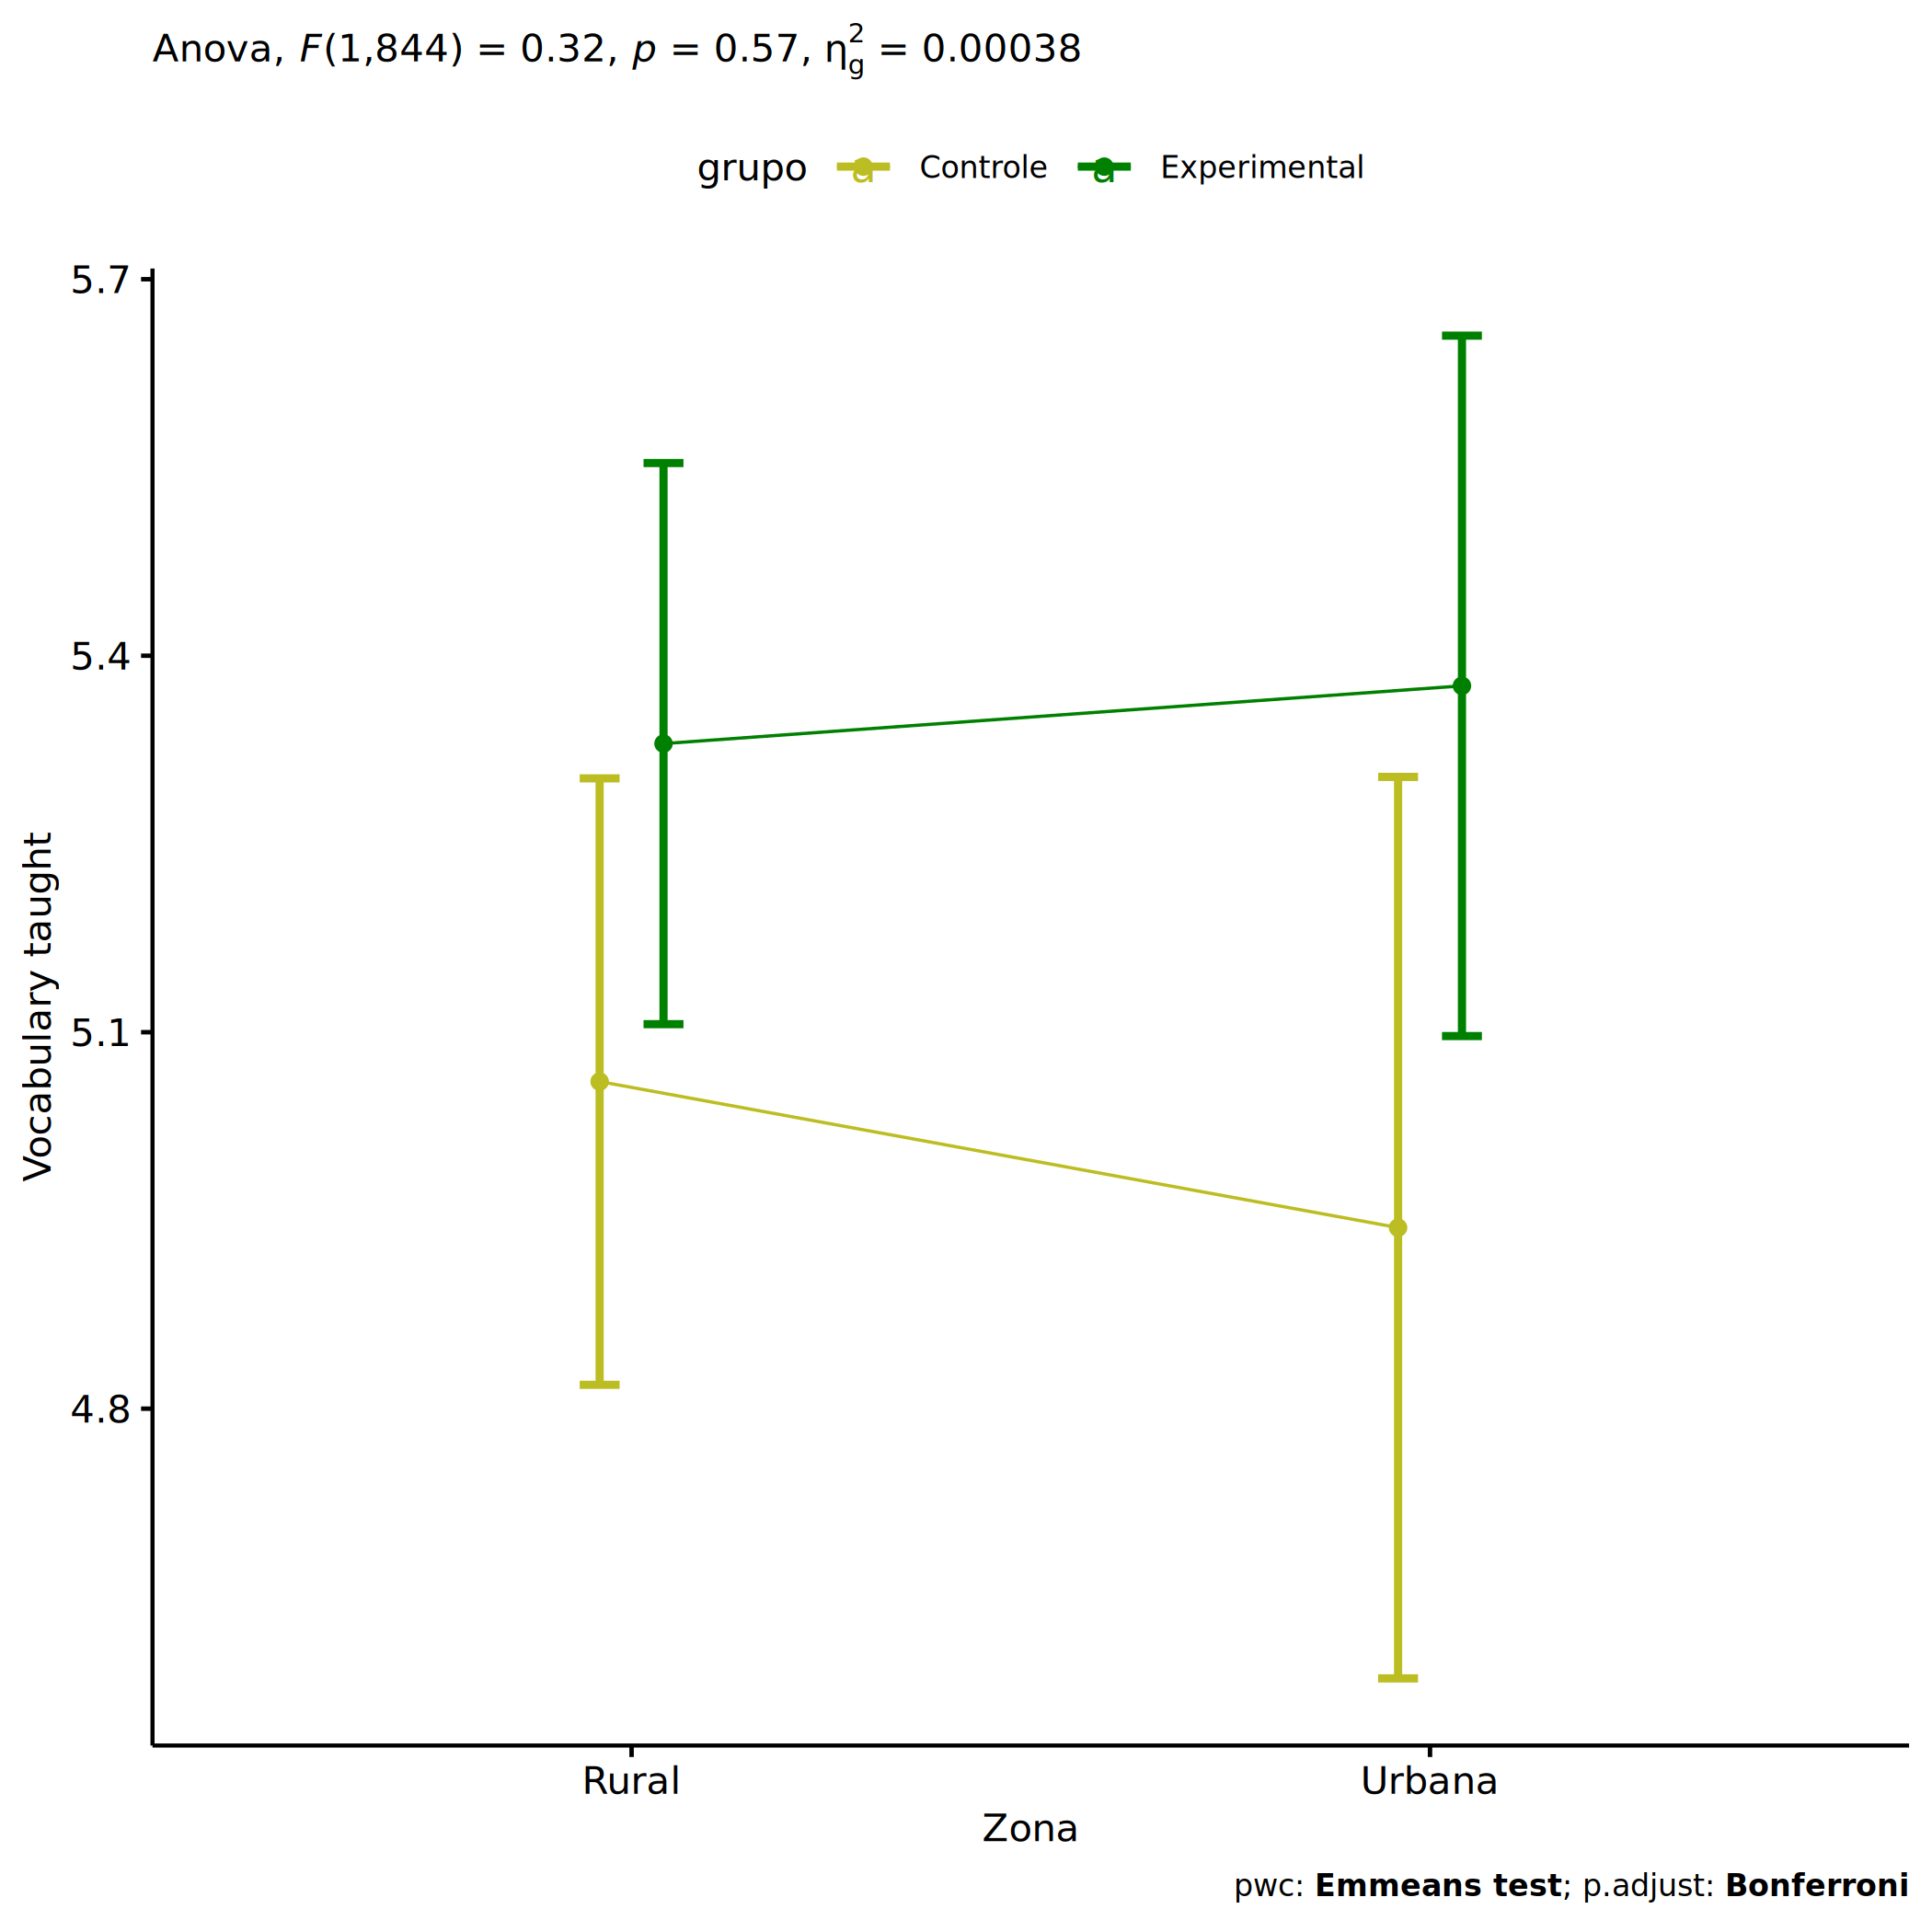 Anova, F(1,844) = 0.32, p = 0.57, η²g = 0.00038
grupo a Controle a Experimental
5.7
5.4
5.1
4.8
Vocabulary taught
Rural Urbana
Zona
pwc: Emmeans test; p.adjust: Bonferroni